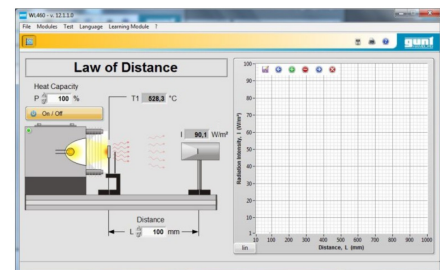 WL460 - v. 12.1.1.0
File Modules Test Language Learning Module ?
gunt
Law of Distance
Heat Capacity
P 100 %
T1 526,3 °C
On / Off
I 90,1 W/m²
Distance
L 100 mm
Radiation Intensity, I (W/m²)
100
90
80
70
60
50
40
30
20
10
1
10 100 200 300 400 500 600 700 800 900 1000
lin
Distance, L (mm)